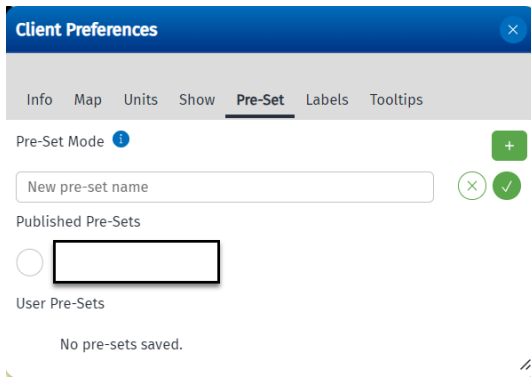 Client Preferences
Info Map Units Show Pre-Set Labels Tooltips
Pre-Set Mode
New pre-set name
Published Pre-Sets
User Pre-Sets
No pre-sets saved.